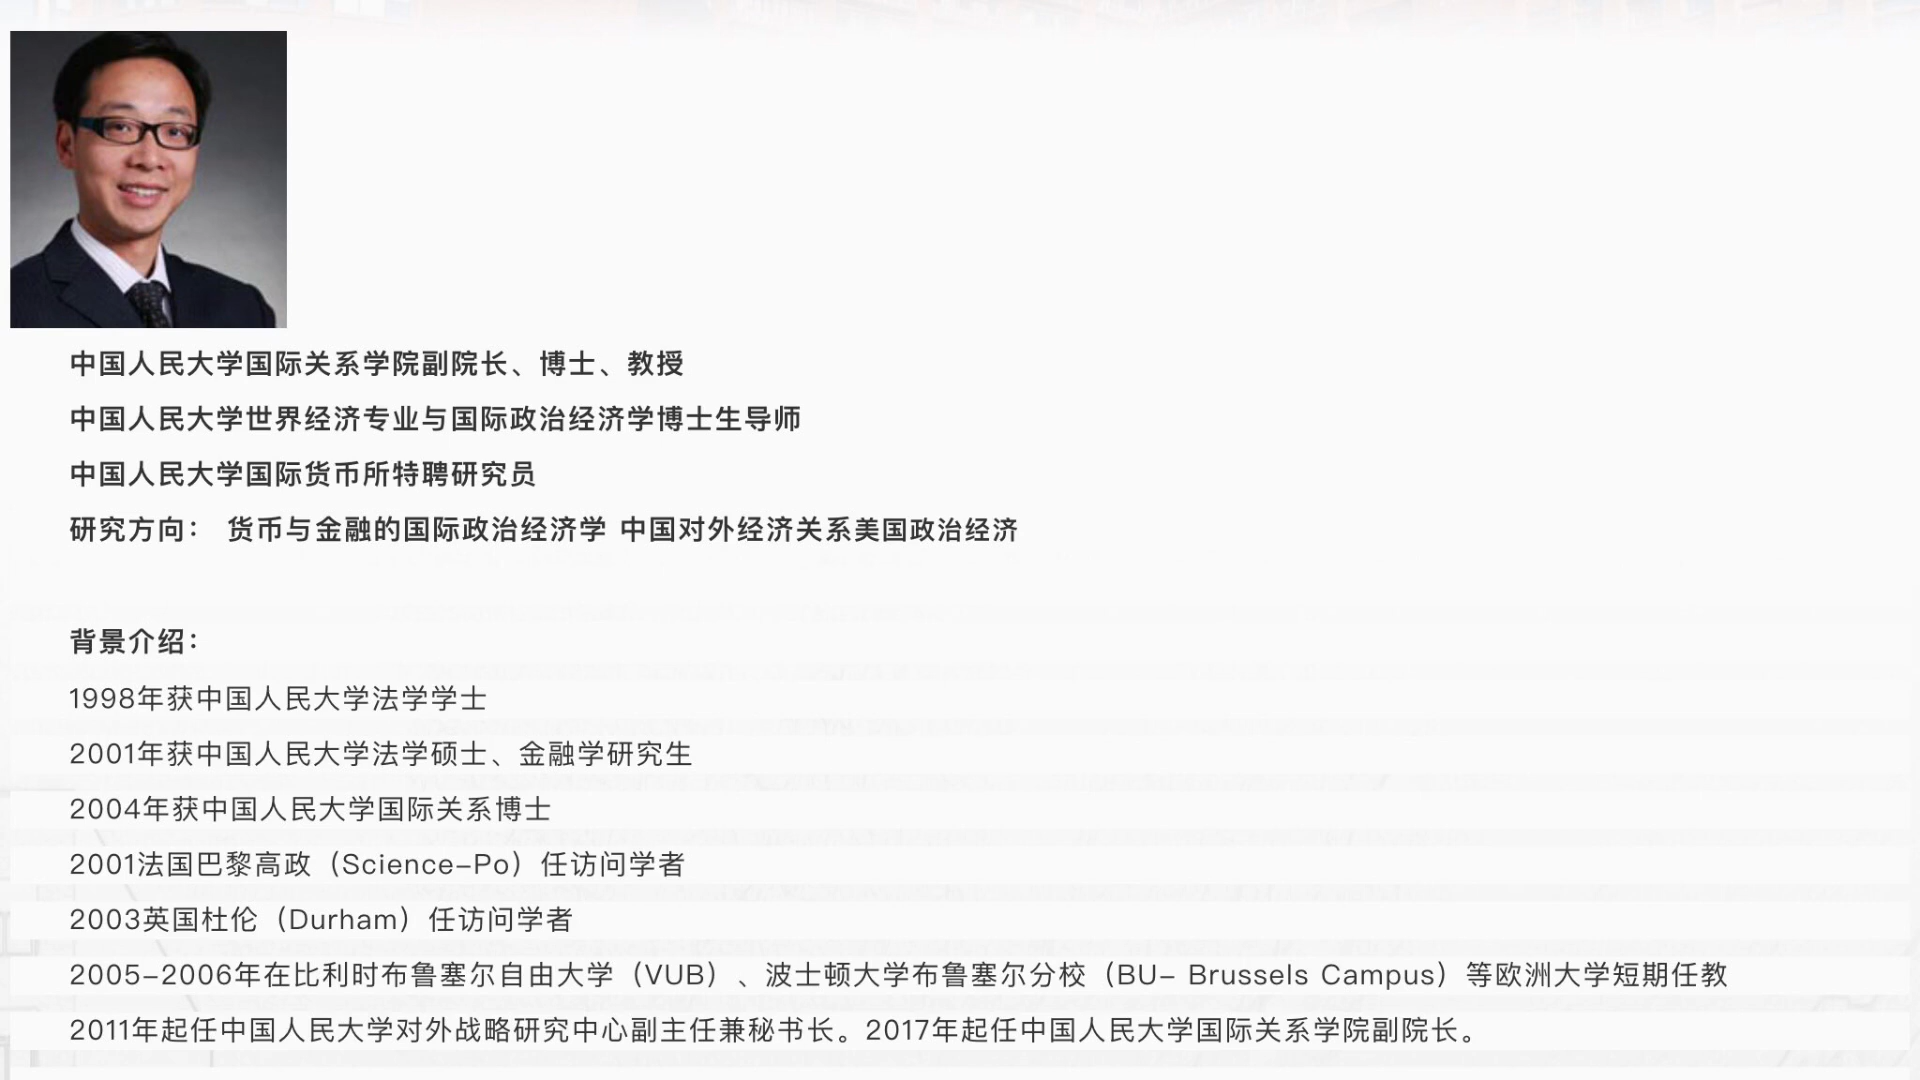 中国人民大学国际关系学院副院长、博士、教授
中国人民大学世界经济专业与国际政治经济学博士生导师
中国人民大学国际货币所特聘研究员
研究方向： 货币与金融的国际政治经济学 中国对外经济关系美国政治经济
背景介绍：
1998年获中国人民大学法学学士
2001年获中国人民大学法学硕士、金融学研究生
2004年获中国人民大学国际关系博士
2001法国巴黎高政（Science-Po）任访问学者
2003英国杜伦（Durham）任访问学者
2005-2006年在比利时布鲁塞尔自由大学（VUB）、波士顿大学布鲁塞尔分校（BU- Brussels Campus）等欧洲大学短期任教
2011年起任中国人民大学对外战略研究中心副主任兼秘书长。2017年起任中国人民大学国际关系学院副院长。